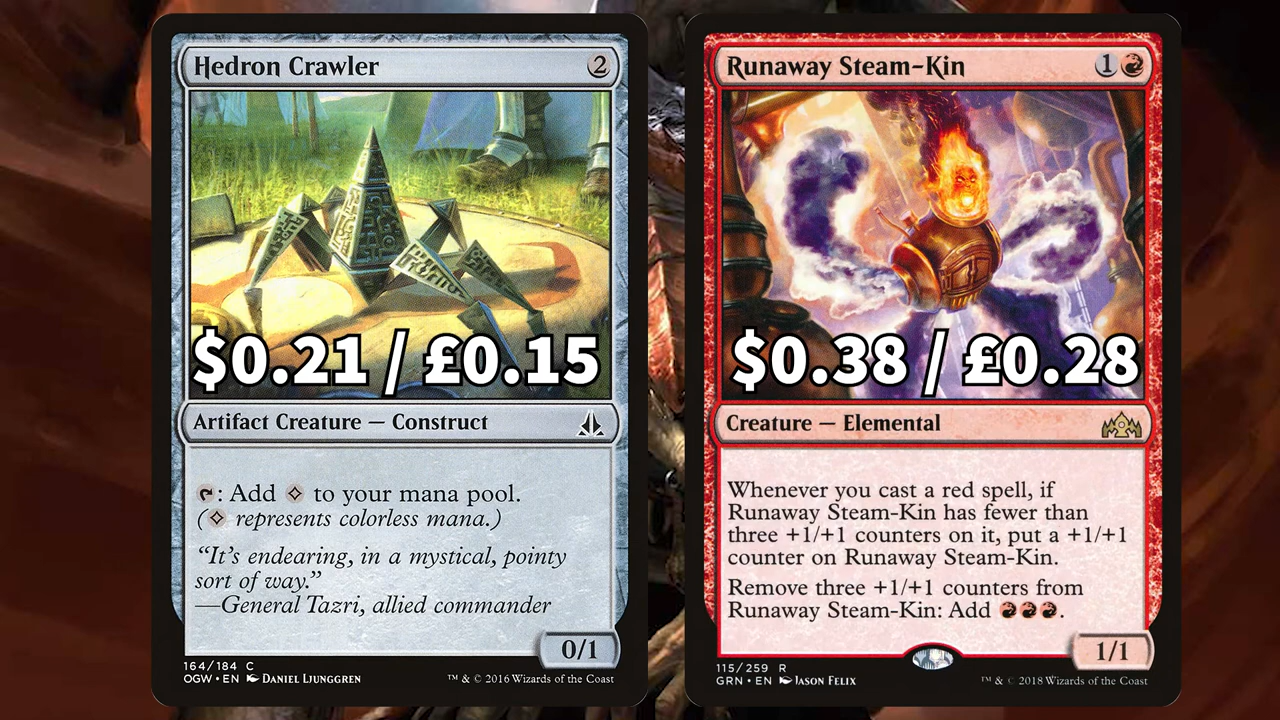 Hedron Crawler
2
$0.21 / £0.15
Artifact Creature — Construct
: Add to your mana pool.
( represents colorless mana.)
“It's endearing, in a mystical, pointy
sort of way.”
—General Tazri, allied commander
0/1
164/184 C
OGW • EN Daniel Ljunggren
™ & © 2016 Wizards of the Coast
Runaway Steam-Kin
1
$0.38 / £0.28
Creature — Elemental
Whenever you cast a red spell, if
Runaway Steam-Kin has fewer than
three +1/+1 counters on it, put a +1/+1
counter on Runaway Steam-Kin.
Remove three +1/+1 counters from
Runaway Steam-Kin: Add .
1/1
115/259 R
GRN • EN Jason Felix
™ & © 2018 Wizards of the Coast